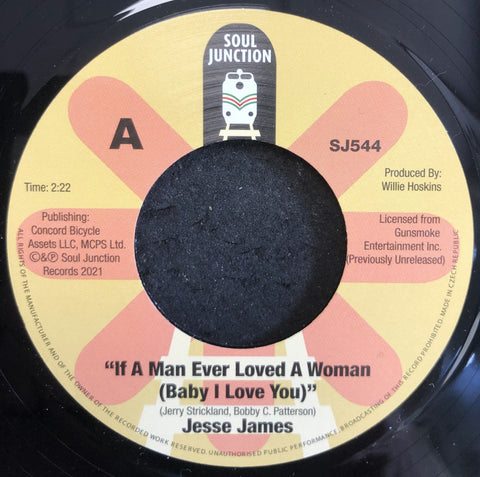 SOUL
JUNCTION
A
SJ544
Time: 2:22
Produced By:
Willie Hoskins
Publishing:
Concord Bicycle
Assets LLC, MCPS Ltd.
©&℗ Soul Junction
Records 2021
Licensed from
Gunsmoke
Entertainment Inc.
(Previously Unreleased)
“If A Man Ever Loved A Woman
(Baby I Love You)”
(Jerry Strickland, Bobby C. Patterson)
Jesse James
ALL RIGHTS OF THE MANUFACTURER AND OF THE OWNER OF THE RECORDED WORK RESERVED. UNAUTHORISED PUBLIC PERFORMANCE, BROADCASTING OF THIS RECORD PROHIBITED. MADE IN CZECH REPUBLIC